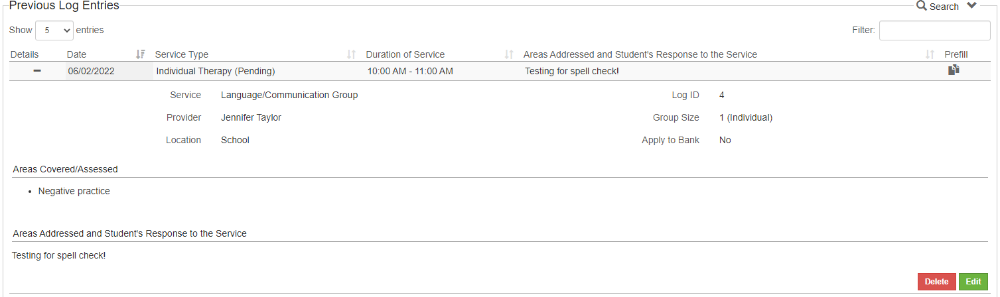 Previous Log Entries Search
Show 5 entries Filter:
Details Date Service Type Duration of Service Areas Addressed and Student's Response to the Service Prefill
06/02/2022 Individual Therapy (Pending) 10:00 AM - 11:00 AM Testing for spell check!
Service Language/Communication Group Log ID 4
Provider Jennifer Taylor Group Size 1 (Individual)
Location School Apply to Bank No
Areas Covered/Assessed
• Negative practice
Areas Addressed and Student's Response to the Service
Testing for spell check!
Delete Edit